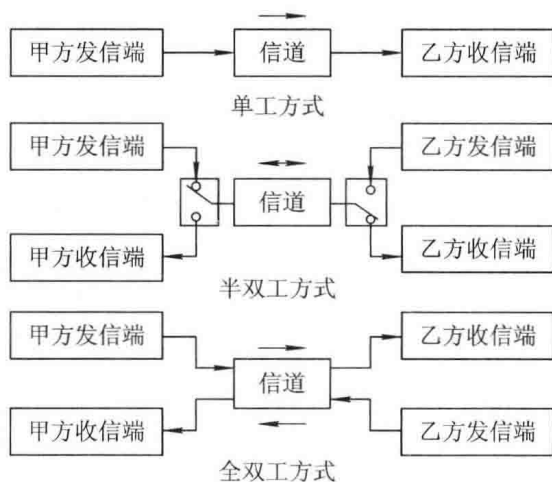 甲方发信端 信道 乙方收信端
单工方式
甲方发信端 乙方发信端
信道
甲方收信端 乙方收信端
半双工方式
甲方发信端 乙方收信端
信道
甲方收信端 乙方发信端
全双工方式